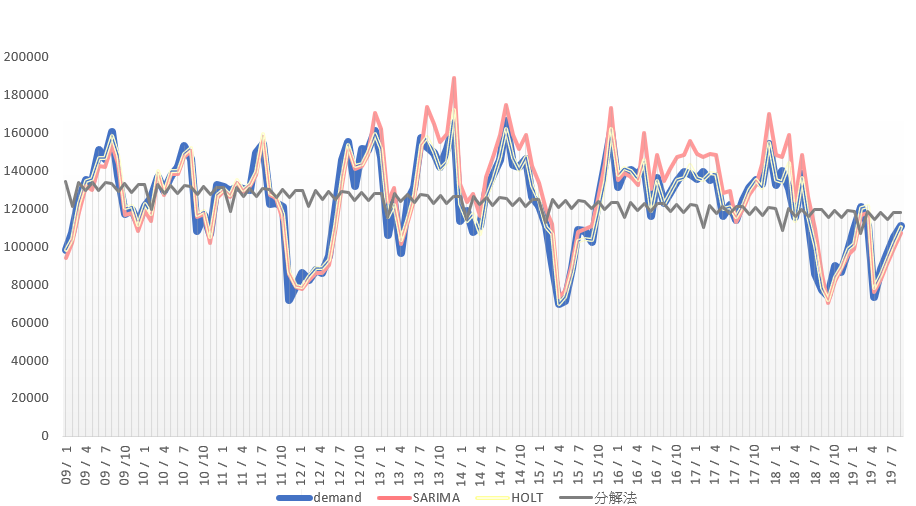 200000
180000
160000
140000
120000
100000
80000
60000
40000
20000
0
09 / 1
09 / 4
09 / 7
09 /10
10 / 1
10 / 4
10 / 7
10 /10
11 / 1
11 / 4
11 / 7
11 /10
12 / 1
12 / 4
12 / 7
12 /10
13 / 1
13 / 4
13 / 7
13 /10
14 / 1
14 / 4
14 / 7
14 /10
15 / 1
15 / 4
15 / 7
15 /10
16 / 1
16 / 4
16 / 7
16 /10
17 / 1
17 / 4
17 / 7
17 /10
18 / 1
18 / 4
18 / 7
18 /10
19 / 1
19 / 4
19 / 7
demand SARIMA HOLT 分解法